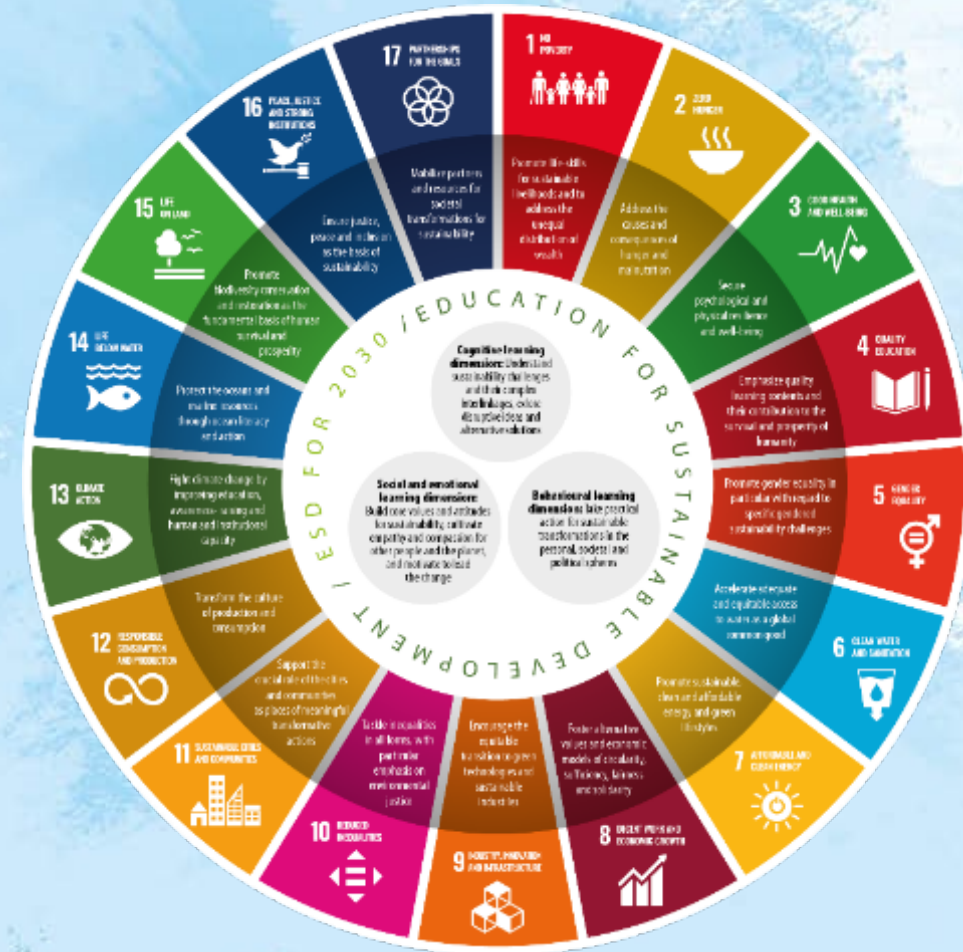 1 NO
POVERTY
Promote life-skills
for sustainable
livelihoods and to
address the
unequal
distribution of
wealth
2 ZERO
HUNGER
Address the
causes and
consequences of
hunger and
malnutrition
3 GOOD HEALTH
AND WELL-BEING
Secure
psychological and
physical resilience
and well-being
4 QUALITY
EDUCATION
Emphasize quality
learning contents and
their contribution to the
survival and prosperity of
humanity
5 GENDER
EQUALITY
Promote gender equality, in
particular with regard to
specific gendered
sustainability challenges
6 CLEAN WATER
AND SANITATION
Accelerate adequate
and equitable access
to water as a global
common good
7 AFFORDABLE AND
CLEAN ENERGY
Promote sustainable,
clean and affordable
energy, and green
lifestyles
8 DECENT WORK AND
ECONOMIC GROWTH
Foster alternative
values and economic
models of circularity,
sufficiency, fairness
and solidarity
9 INDUSTRY, INNOVATION
AND INFRASTRUCTURE
Encourage the
equitable
transition to green
technologies and
sustainable
industries
10 REDUCED
INEQUALITIES
Tackle inequalities
in all forms, with
particular
emphasis on
environmental
justice
11 SUSTAINABLE CITIES
AND COMMUNITIES
Support the
crucial role of the cities
and communities
as places of meaningful
transformative
actions
12 RESPONSIBLE
CONSUMPTION
AND PRODUCTION
Transform the culture
of production and
consumption
13 CLIMATE
ACTION
Fight climate change by
improving education,
awareness-raising and
human and institutional
capacity
14 LIFE
BELOW WATER
Protect the oceans and
marine resources
through ocean literacy
and action
15 LIFE
ON LAND
Promote
biodiversity conservation
and restoration as the
fundamental basis of human
survival and
prosperity
16 PEACE, JUSTICE
AND STRONG
INSTITUTIONS
Ensure justice,
peace and inclusion
as the basis of
sustainability
17 PARTNERSHIPS
FOR THE GOALS
Mobilize partners
and resources for
societal
transformations for
sustainability
ESD FOR 2030 / EDUCATION FOR SUSTAINABLE DEVELOPMENT /
Cognitive learning
dimension: Understand
sustainability challenges
and their complex
interlinkages, explore
disruptive ideas and
alternative solutions
Social and emotional
learning dimension:
Build core values and attitudes
for sustainability, cultivate
empathy and compassion for
other people and the planet,
and motivate to lead
the change
Behavioural learning
dimension: Take practical
action for sustainable
transformations in the
personal, societal and
political spheres